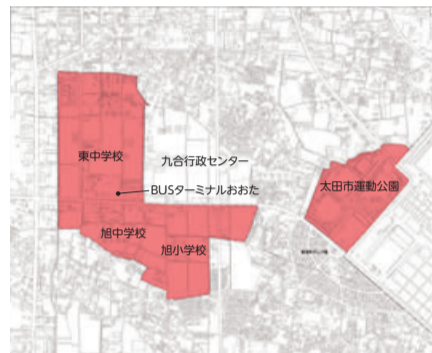 東中学校
九合行政センター
BUSターミナルおおた
太田市運動公園
旭中学校
旭小学校